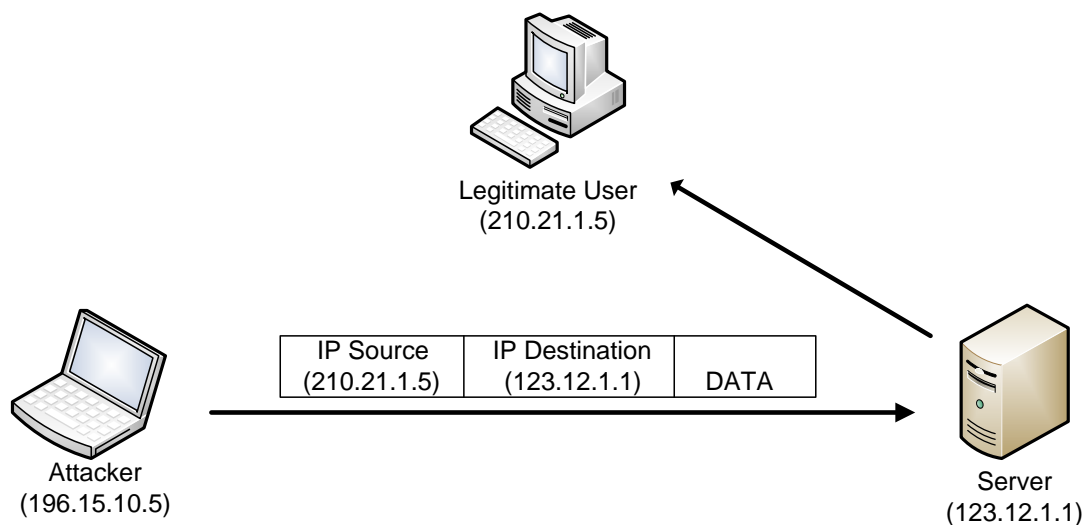 Legitimate User
(210.21.1.5)
IP Source
(210.21.1.5)
IP Destination
(123.12.1.1)
DATA
Attacker
(196.15.10.5)
Server
(123.12.1.1)